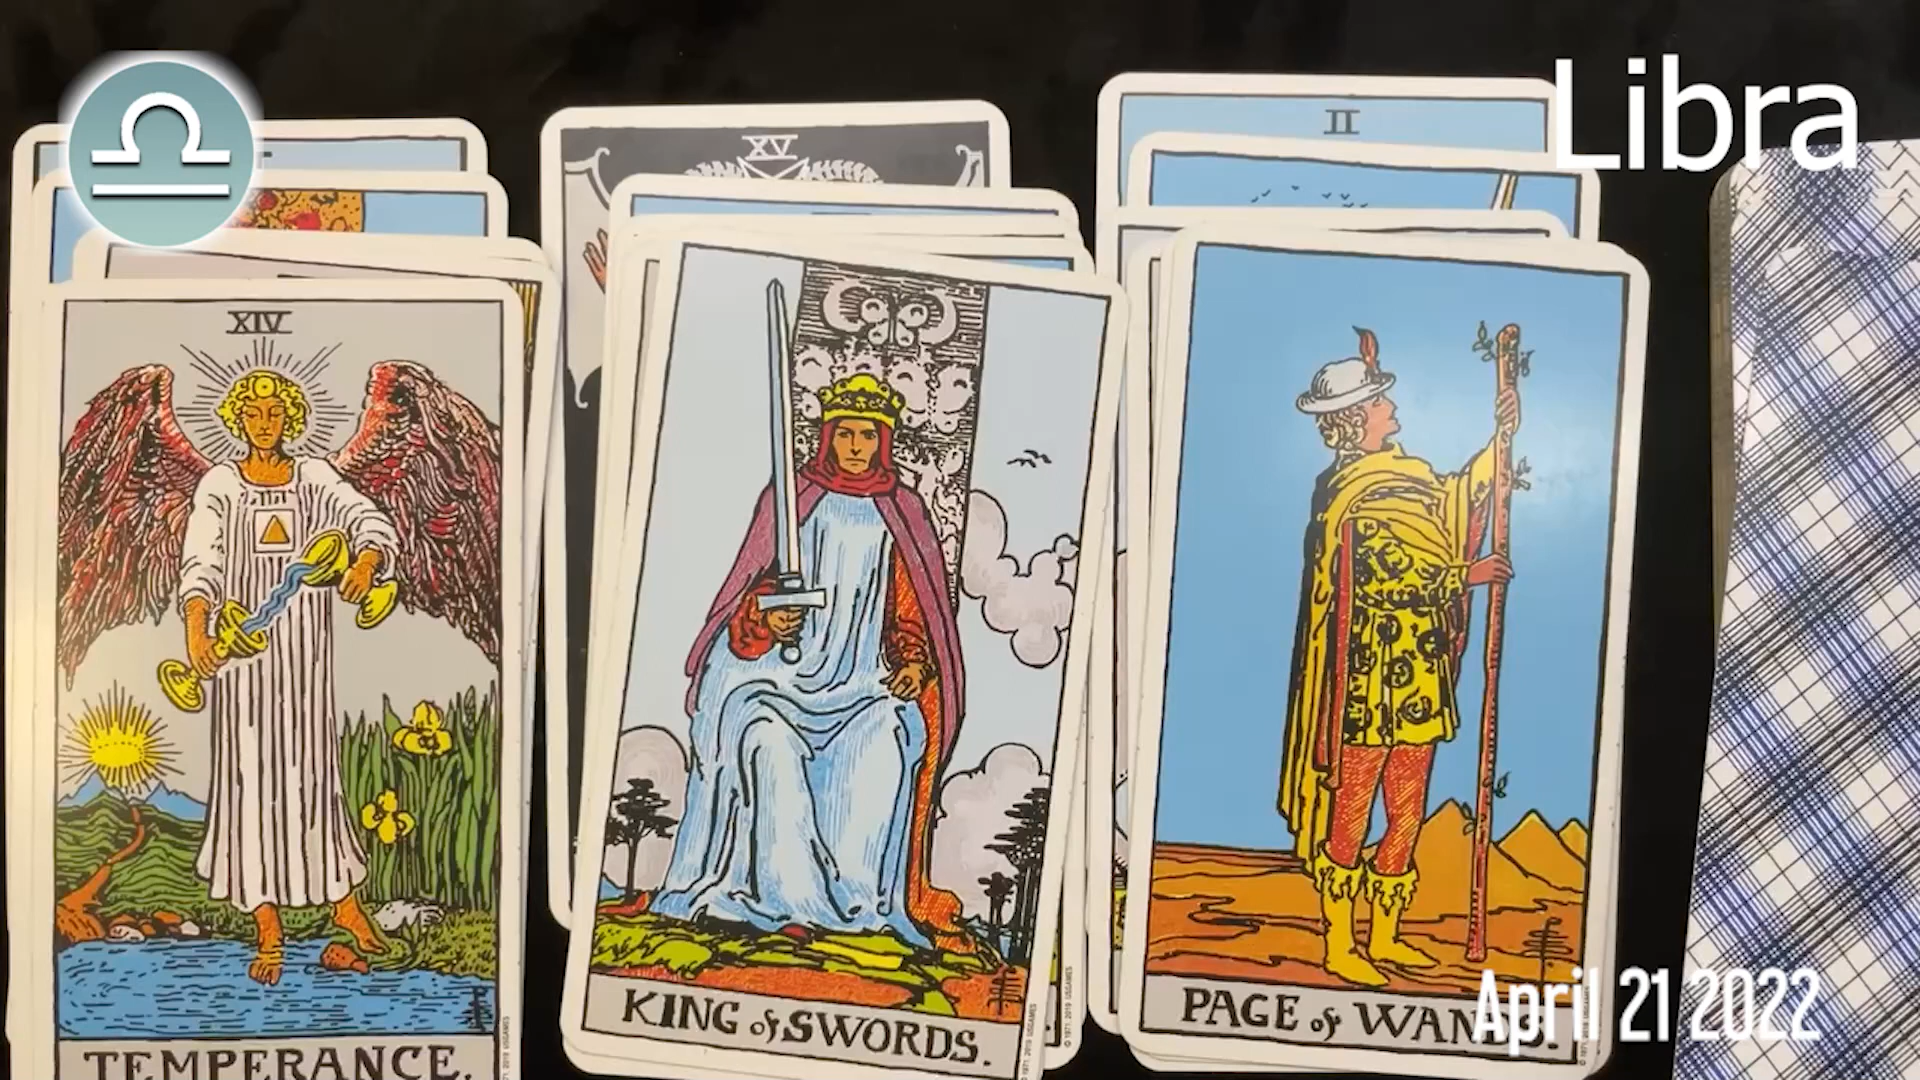 Libra
II
XV
XIV
TEMPERANCE.
KING of SWORDS.
PAGE of WANDS.
April 21 2022